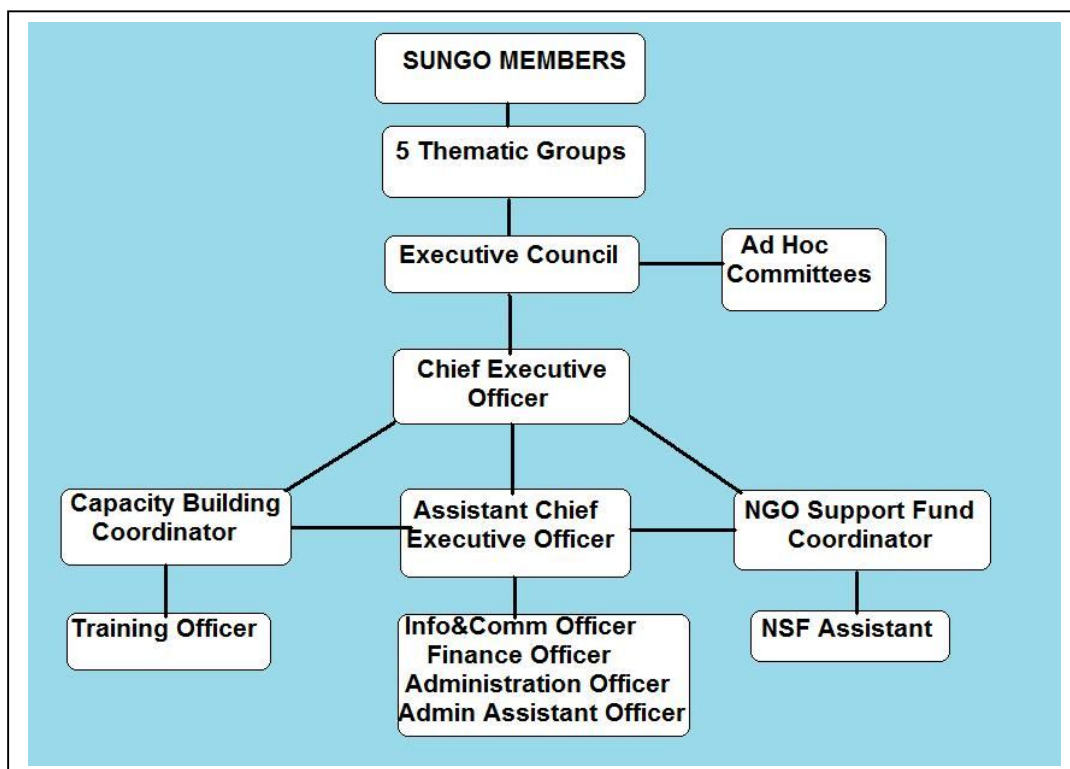 SUNGO MEMBERS
5 Thematic Groups
Executive Council
Ad Hoc
Committees
Chief Executive
Officer
Capacity Building
Coordinator
Assistant Chief
Executive Officer
NGO Support Fund
Coordinator
Training Officer
Info&Comm Officer
Finance Officer
Administration Officer
Admin Assistant Officer
NSF Assistant